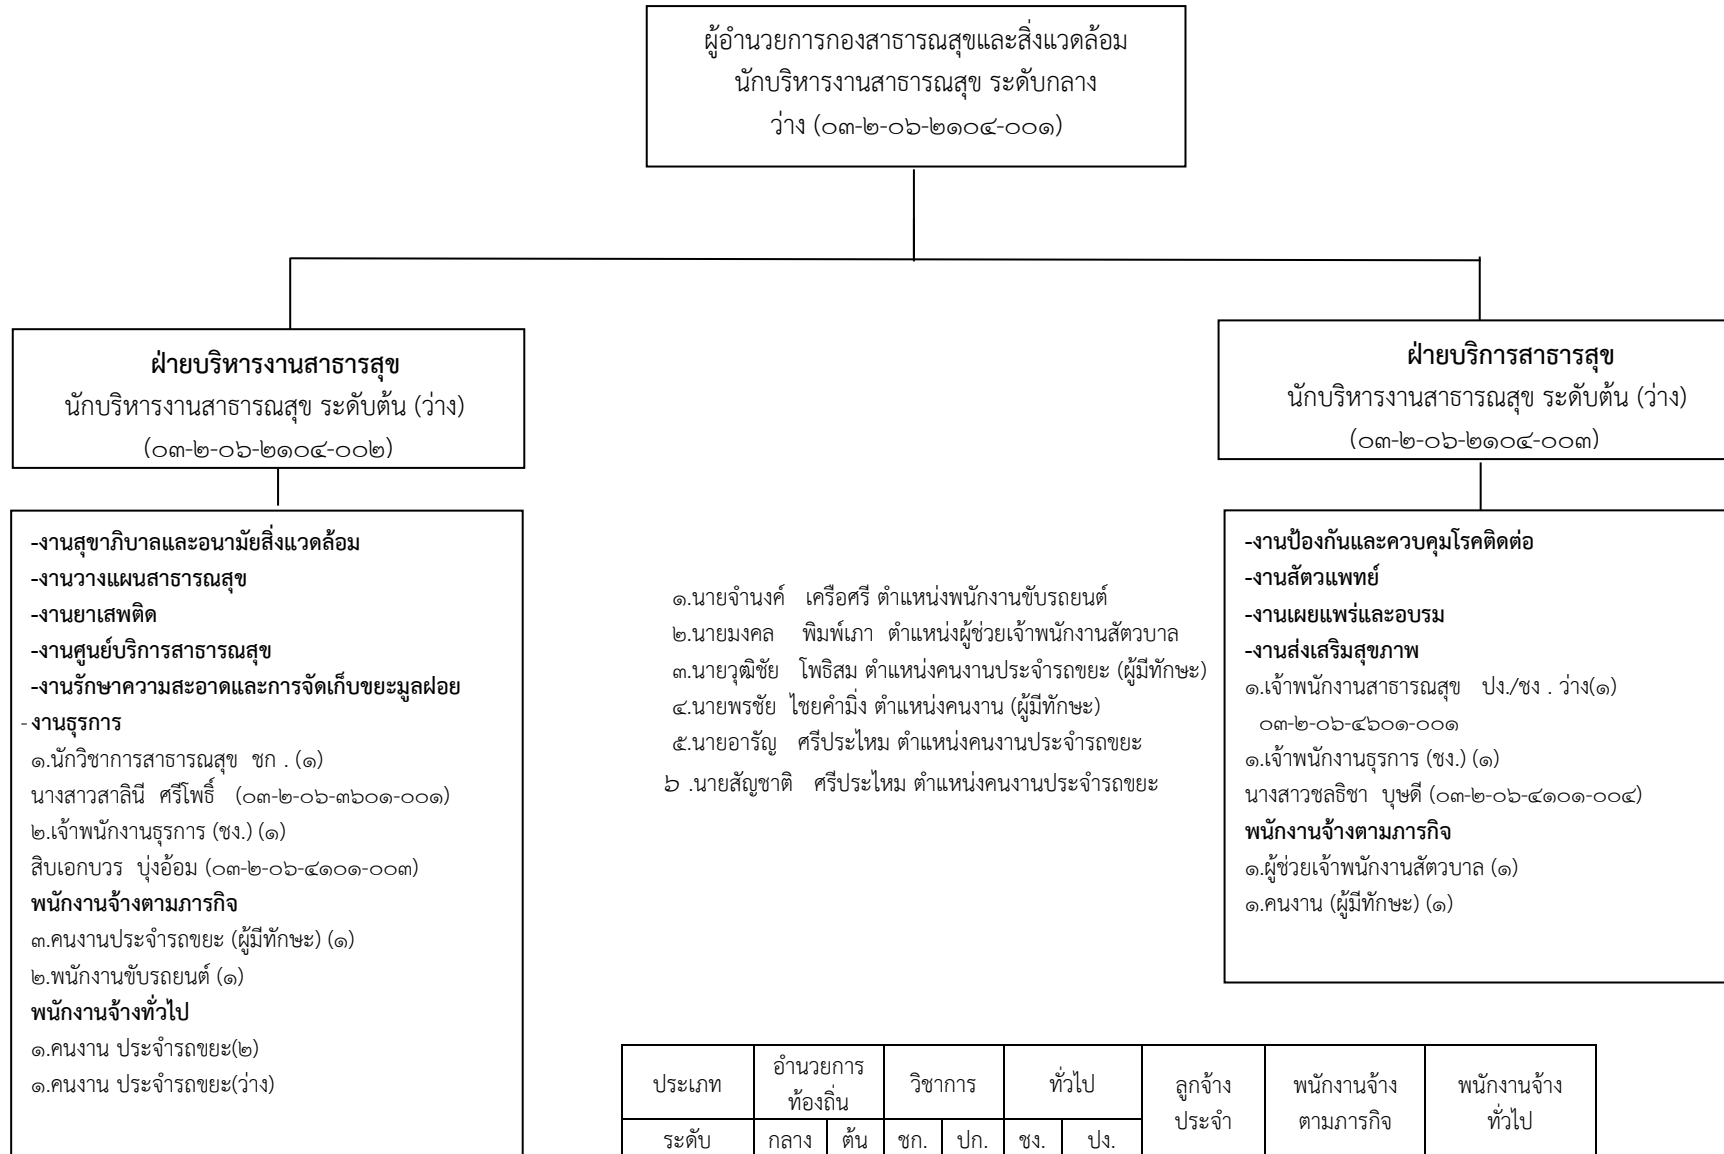 ผู้อำนวยการกองสาธารณสุขและสิ่งแวดล้อม
นักบริหารงานสาธารณสุข ระดับกลาง
ว่าง (๐๓-๒-๐๖-๒๑๐๔-๐๐๑)
ฝ่ายบริหารงานสาธารสุข
นักบริหารงานสาธารณสุข ระดับต้น (ว่าง)
(๐๓-๒-๐๖-๒๑๐๔-๐๐๒)
ฝ่ายบริการสาธารสุข
นักบริหารงานสาธารณสุข ระดับต้น (ว่าง)
(๐๓-๒-๐๖-๒๑๐๔-๐๐๓)
-งานสุขาภิบาลและอนามัยสิ่งแวดล้อม
-งานวางแผนสาธารณสุข
-งานยาเสพติด
-งานศูนย์บริการสาธารณสุข
-งานรักษาความสะอาดและการจัดเก็บขยะมูลฝอย
-งานธุรการ
๑.นักวิชาการสาธารณสุข ชก . (๑)
นางสาวสาลินี ศรีโพธิ์ (๐๓-๒-๐๖-๓๖๐๑-๐๐๑)
๒.เจ้าพนักงานธุรการ (ชง.) (๑)
สิบเอกบวร บุ่งอ้อม (๐๓-๒-๐๖-๔๑๐๑-๐๐๓)
พนักงานจ้างตามภารกิจ
๓.คนงานประจำรถขยะ (ผู้มีทักษะ) (๑)
๒.พนักงานขับรถยนต์ (๑)
พนักงานจ้างทั่วไป
๑.คนงาน ประจำรถขยะ(๒)
๑.คนงาน ประจำรถขยะ(ว่าง)
๑.นายจำนงค์ เครือศรี ตำแหน่งพนักงานขับรถยนต์
๒.นายมงคล พิมพ์เภา ตำแหน่งผู้ช่วยเจ้าพนักงานสัตวบาล
๓.นายวุฒิชัย โพธิสม ตำแหน่งคนงานประจำรถขยะ (ผู้มีทักษะ)
๔.นายพรชัย ไชยคำมิ่ง ตำแหน่งคนงาน (ผู้มีทักษะ)
๕.นายอารัญ ศรีประไหม ตำแหน่งคนงานประจำรถขยะ
๖ .นายสัญชาติ ศรีประไหม ตำแหน่งคนงานประจำรถขยะ
-งานป้องกันและควบคุมโรคติดต่อ
-งานสัตวแพทย์
-งานเผยแพร่และอบรม
-งานส่งเสริมสุขภาพ
๑.เจ้าพนักงานสาธารณสุข ปง./ชง . ว่าง(๑)
๐๓-๒-๐๖-๔๖๐๑-๐๐๑
๑.เจ้าพนักงานธุรการ (ชง.) (๑)
นางสาวชลธิชา บุษดี (๐๓-๒-๐๖-๔๑๐๑-๐๐๔)
พนักงานจ้างตามภารกิจ
๑.ผู้ช่วยเจ้าพนักงานสัตวบาล (๑)
๑.คนงาน (ผู้มีทักษะ) (๑)
ประเภท อำนวยการ ท้องถิ่น วิชาการ ทั่วไป ลูกจ้าง ประจำ พนักงานจ้าง ตามภารกิจ พนักงานจ้าง ทั่วไป
ระดับ กลาง ต้น ชก. ปก. ชง. ปง.